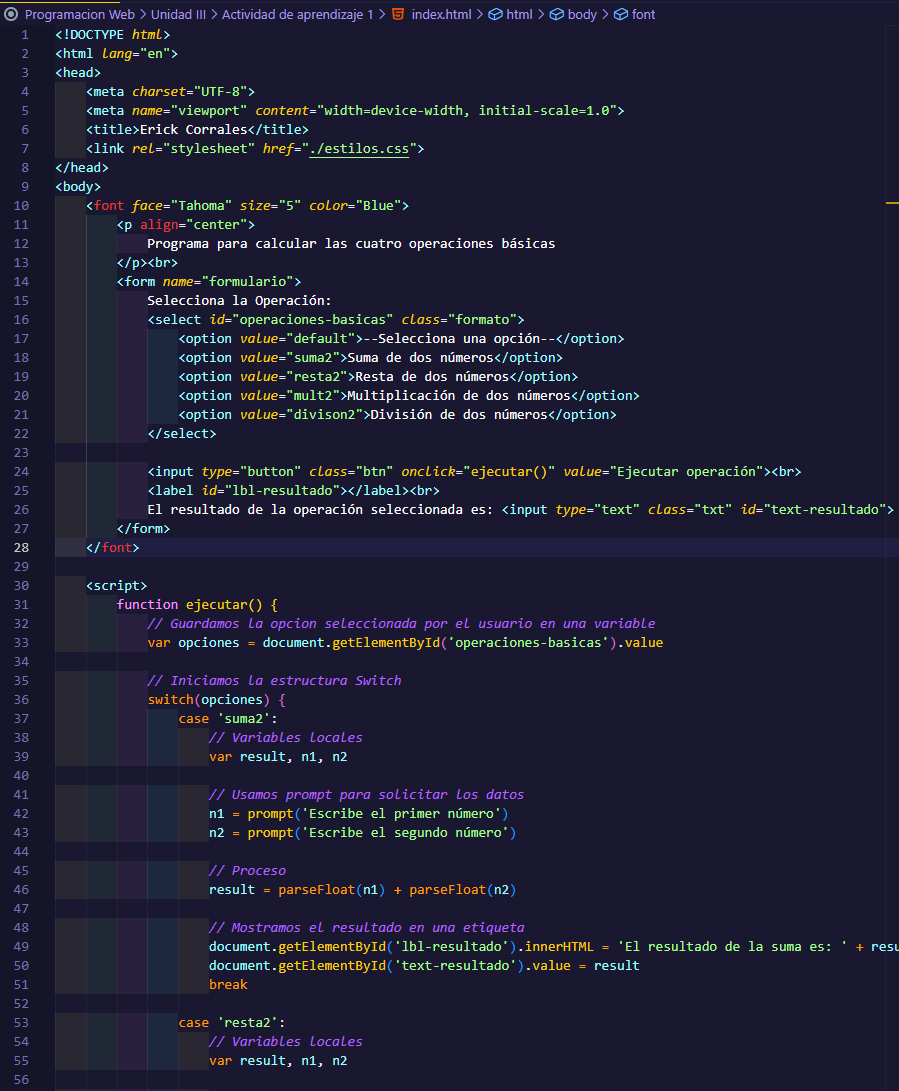 Programacion Web > Unidad III > Actividad de aprendizaje 1 > index.html > html > body > font
1 <!DOCTYPE html>
2 <html lang="en">
3 <head>
4     <meta charset="UTF-8">
5     <meta name="viewport" content="width=device-width, initial-scale=1.0">
6     <title>Erick Corrales</title>
7     <link rel="stylesheet" href="./estilos.css">
8 </head>
9 <body>
10     <font face="Tahoma" size="5" color="Blue">
11         <p align="center">
12             Programa para calcular las cuatro operaciones básicas
13         </p><br>
14         <form name="formulario">
15             Selecciona la Operación:
16             <select id="operaciones-basicas" class="formato">
17                 <option value="default">--Selecciona una opción--</option>
18                 <option value="suma2">Suma de dos números</option>
19                 <option value="resta2">Resta de dos números</option>
20                 <option value="mult2">Multiplicación de dos números</option>
21                 <option value="divison2">División de dos números</option>
22             </select>
23
24             <input type="button" class="btn" onclick="ejecutar()" value="Ejecutar operación"><br>
25             <label id="lbl-resultado"></label><br>
26             El resultado de la operación seleccionada es: <input type="text" class="txt" id="text-resultado">
27         </form>
28     </font>
29
30     <script>
31         function ejecutar() {
32             // Guardamos la opcion seleccionada por el usuario en una variable
33             var opciones = document.getElementById('operaciones-basicas').value
34
35             // Iniciamos la estructura Switch
36             switch(opciones) {
37                 case 'suma2':
38                     // Variables locales
39                     var result, n1, n2
40
41                     // Usamos prompt para solicitar los datos
42                     n1 = prompt('Escribe el primer número')
43                     n2 = prompt('Escribe el segundo número')
44
45                     // Proceso
46                     result = parseFloat(n1) + parseFloat(n2)
47
48                     // Mostramos el resultado en una etiqueta
49                     document.getElementById('lbl-resultado').innerHTML = 'El resultado de la suma es: ' + resu
50                     document.getElementById('text-resultado').value = result
51                     break
52
53                 case 'resta2':
54                     // Variables locales
55                     var result, n1, n2
56